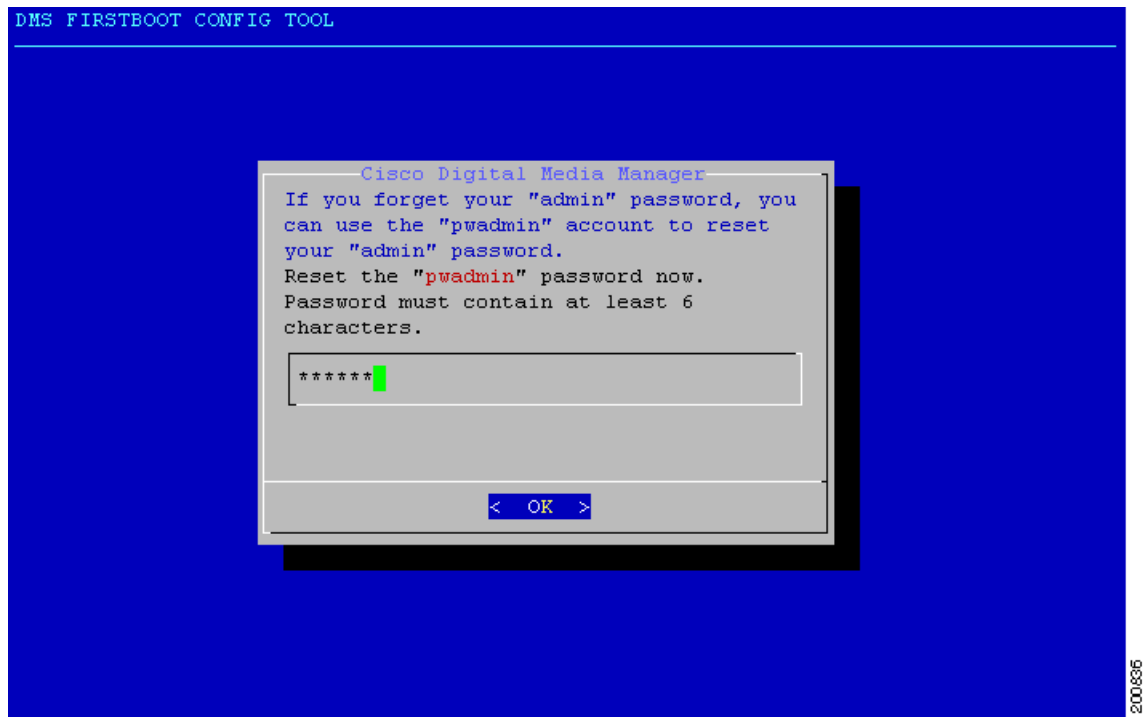 DMS FIRSTBOOT CONFIG TOOL
Cisco Digital Media Manager
If you forget your "admin" password, you
can use the "pwadmin" account to reset
your "admin" password.
Reset the "pwadmin" password now.
Password must contain at least 6
characters.
******
< OK >
200836